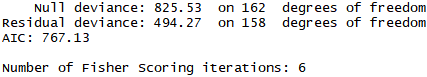 Null deviance: 825.53  on 162  degrees of freedom
Residual deviance: 494.27  on 158  degrees of freedom
AIC: 767.13

Number of Fisher Scoring iterations: 6